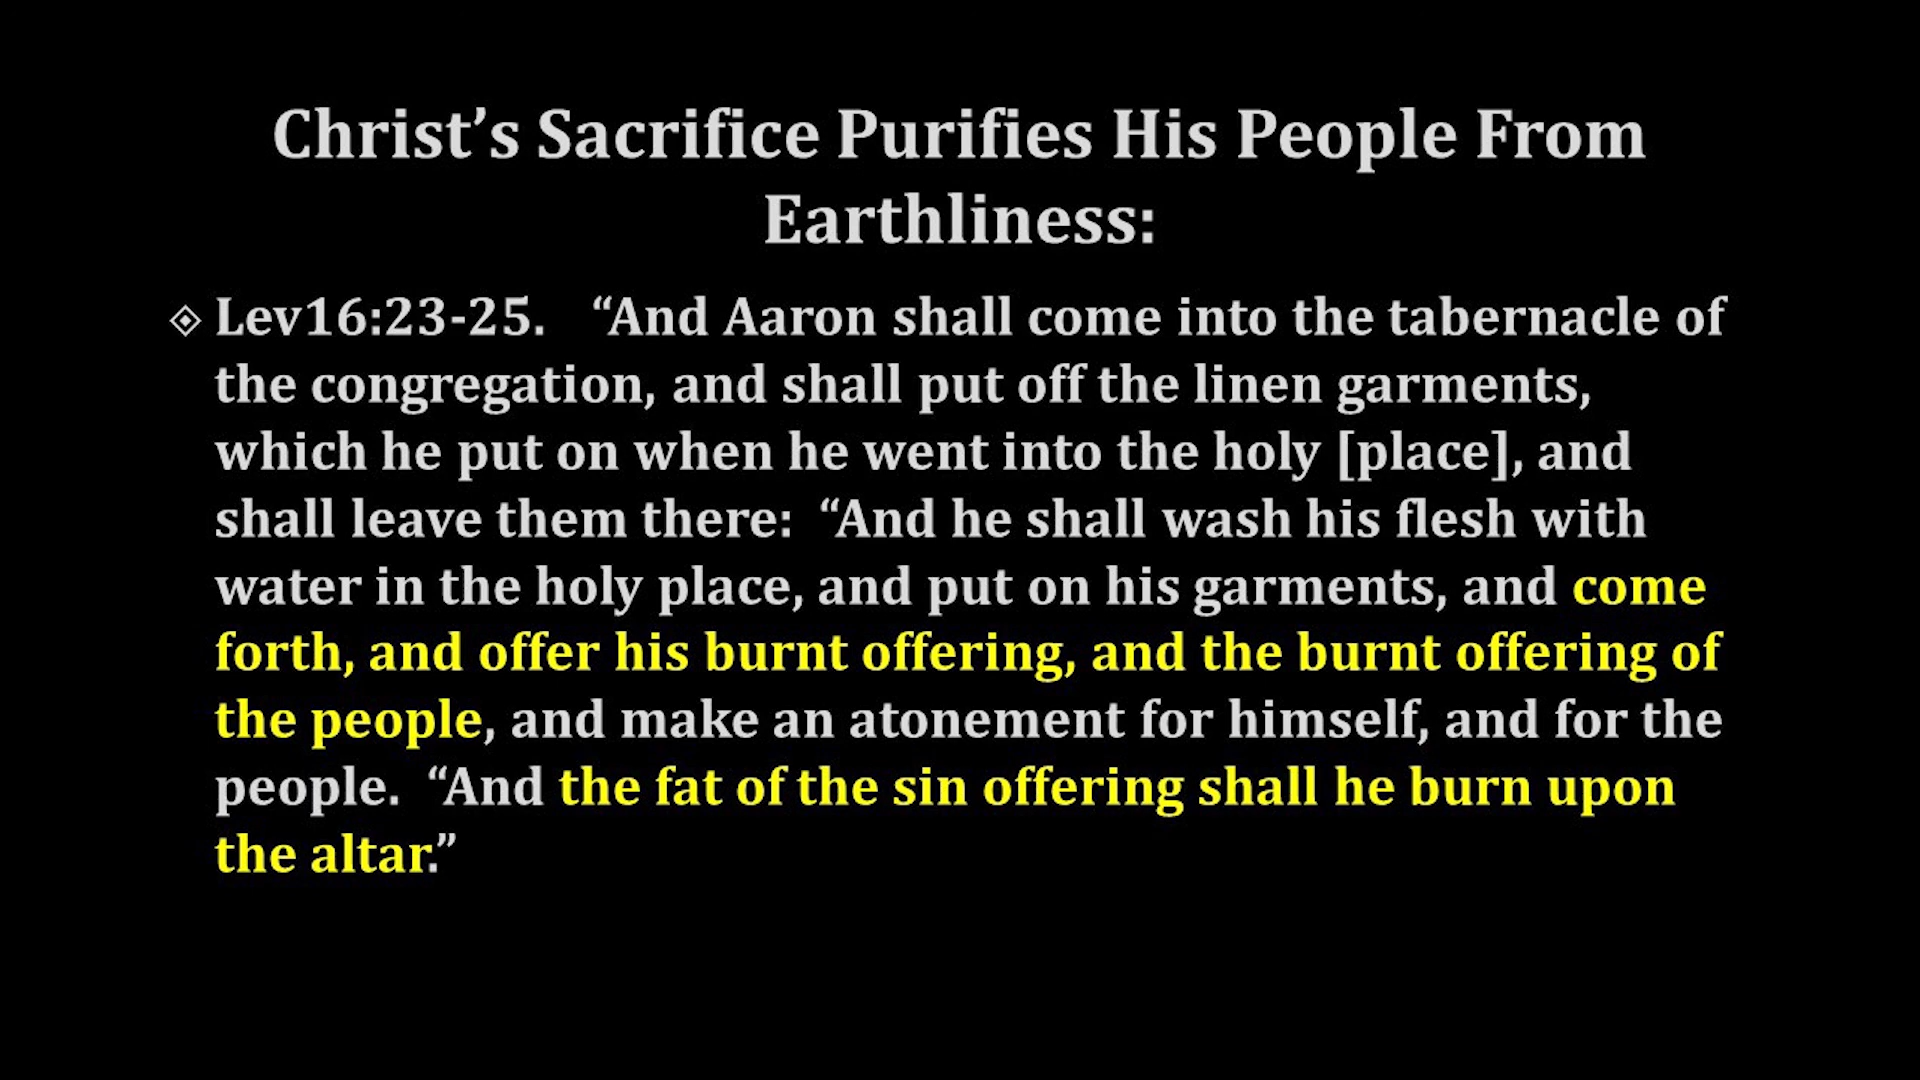 Christ’s Sacrifice Purifies His People From
Earthliness:
Lev16:23-25. “And Aaron shall come into the tabernacle of
the congregation, and shall put off the linen garments,
which he put on when he went into the holy [place], and
shall leave them there: “And he shall wash his flesh with
water in the holy place, and put on his garments, and come
forth, and offer his burnt offering, and the burnt offering of
the people, and make an atonement for himself, and for the
people. “And the fat of the sin offering shall he burn upon
the altar.”